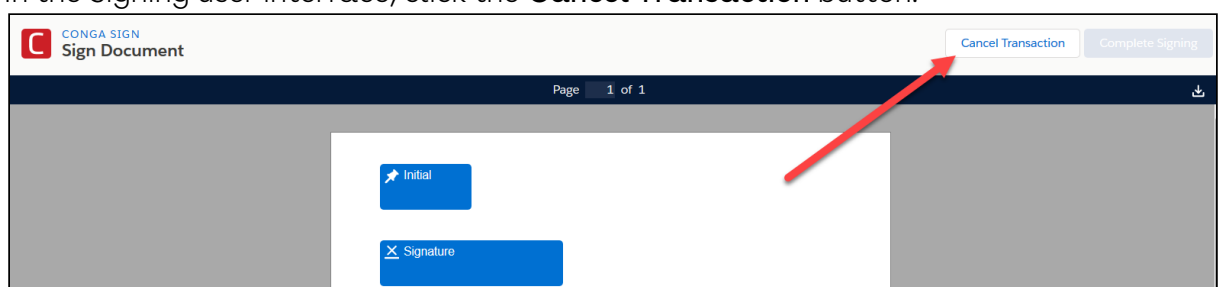 in the signing user interface, click the Cancel Transaction button.
CONGA SIGN
Sign Document
Cancel Transaction
Complete Signing
Page 1 of 1
Initial
Signature